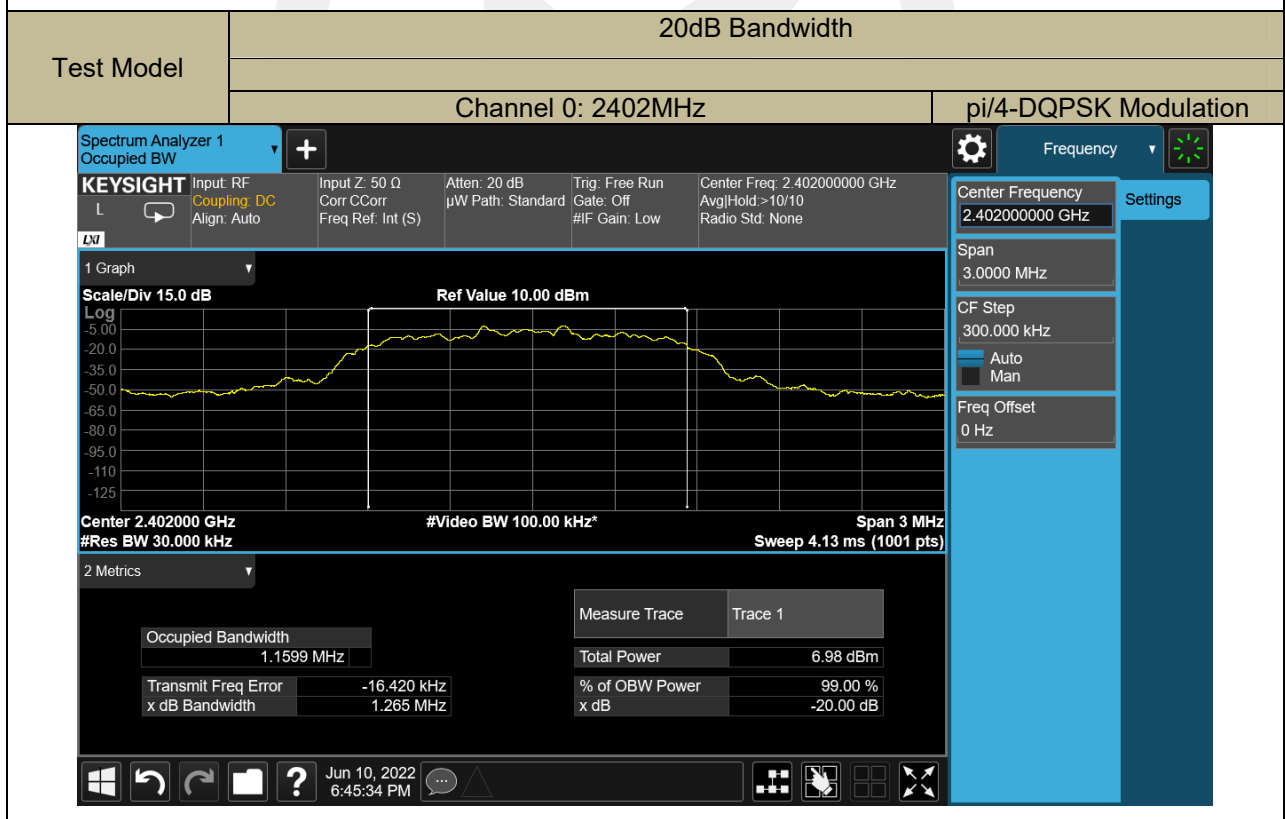 20dB Bandwidth
Test Model
Channel 0: 2402MHz
pi/4-DQPSK Modulation
Spectrum Analyzer 1
Occupied BW
Frequency
KEYSIGHT
L
LXI
Input: RF
Coupling: DC
Align: Auto
Input Z: 50 Ω
Corr CCorr
Freq Ref: Int (S)
Atten: 20 dB
µW Path: Standard
Trig: Free Run
Gate: Off
#IF Gain: Low
Center Freq: 2.402000000 GHz
Avg|Hold:>10/10
Radio Std: None
Center Frequency
2.402000000 GHz
Settings
Span
3.0000 MHz
CF Step
300.000 kHz
Auto
Man
Freq Offset
0 Hz
1 Graph
Scale/Div 15.0 dB
Ref Value 10.00 dBm
Log
-5.00
-20.0
-35.0
-50.0
-65.0
-80.0
-95.0
-110
-125
Center 2.402000 GHz
#Video BW 100.00 kHz*
Span 3 MHz
#Res BW 30.000 kHz
Sweep 4.13 ms (1001 pts)
2 Metrics
Measure Trace Trace 1
Occupied Bandwidth
1.1599 MHz
Total Power 6.98 dBm
Transmit Freq Error -16.420 kHz
% of OBW Power 99.00 %
x dB Bandwidth 1.265 MHz
x dB -20.00 dB
?
Jun 10, 2022
6:45:34 PM